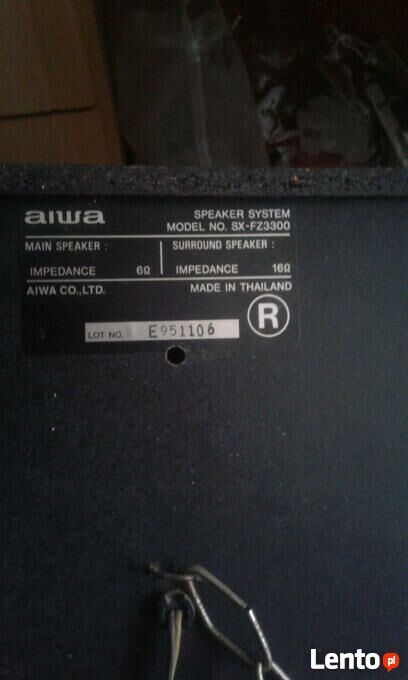 aiwa
SPEAKER SYSTEM
MODEL NO. SX-FZ3300
MAIN SPEAKER :
IMPEDANCE 6Ω
SURROUND SPEAKER :
IMPEDANCE 16Ω
AIWA CO.,LTD.
MADE IN THAILAND
LOT NO. E951106
R
Lento.pl